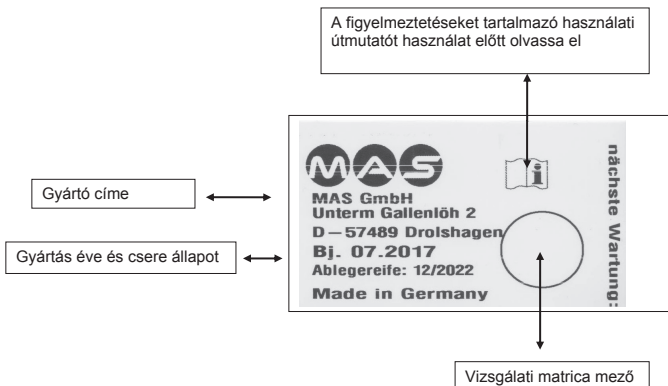 A figyelmeztetéseket tartalmazó használati
útmutatót használat előtt olvassa el
MAS
MAS GmbH
Unterm Gallenlöh 2
D – 57489 Drolshagen
Bj. 07.2017
Ablegereife: 12/2022
Made in Germany
i
nächste Wartung:
Gyártó címe
Gyártás éve és csere állapot
Vizsgálati matrica mező